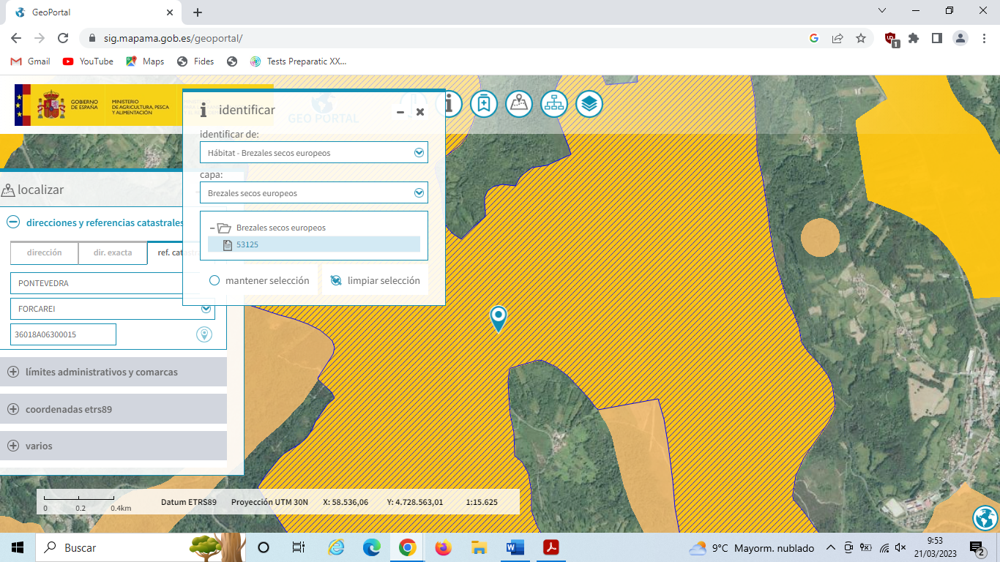 GeoPortal
sig.mapama.gob.es/geoportal/
1
Gmail
YouTube
Maps
Fides
Tests Preparatic XX...
GOBIERNO
DE ESPAÑA
MINISTERIO
DE AGRICULTURA, PESCA
Y ALIMENTACIÓN
GEO PORTAL
identificar
identificar de:
Hábitat - Brezales secos europeos
capa:
Brezales secos europeos
Brezales secos europeos
53125
mantener selección
limpiar selección
localizar
direcciones y referencias catastrales
dirección
dir. exacta
ref. catastr
PONTEVEDRA
FORCAREI
36018A06300015
límites administrativos y comarcas
coordenadas etrs89
varios
0 0.2 0.4km
Datum ETRS89 Proyección UTM 30N X: 58.536,06 Y: 4.728.563,01 1:15.625
Buscar
9°C Mayorm. nublado
9:53
21/03/2023
2